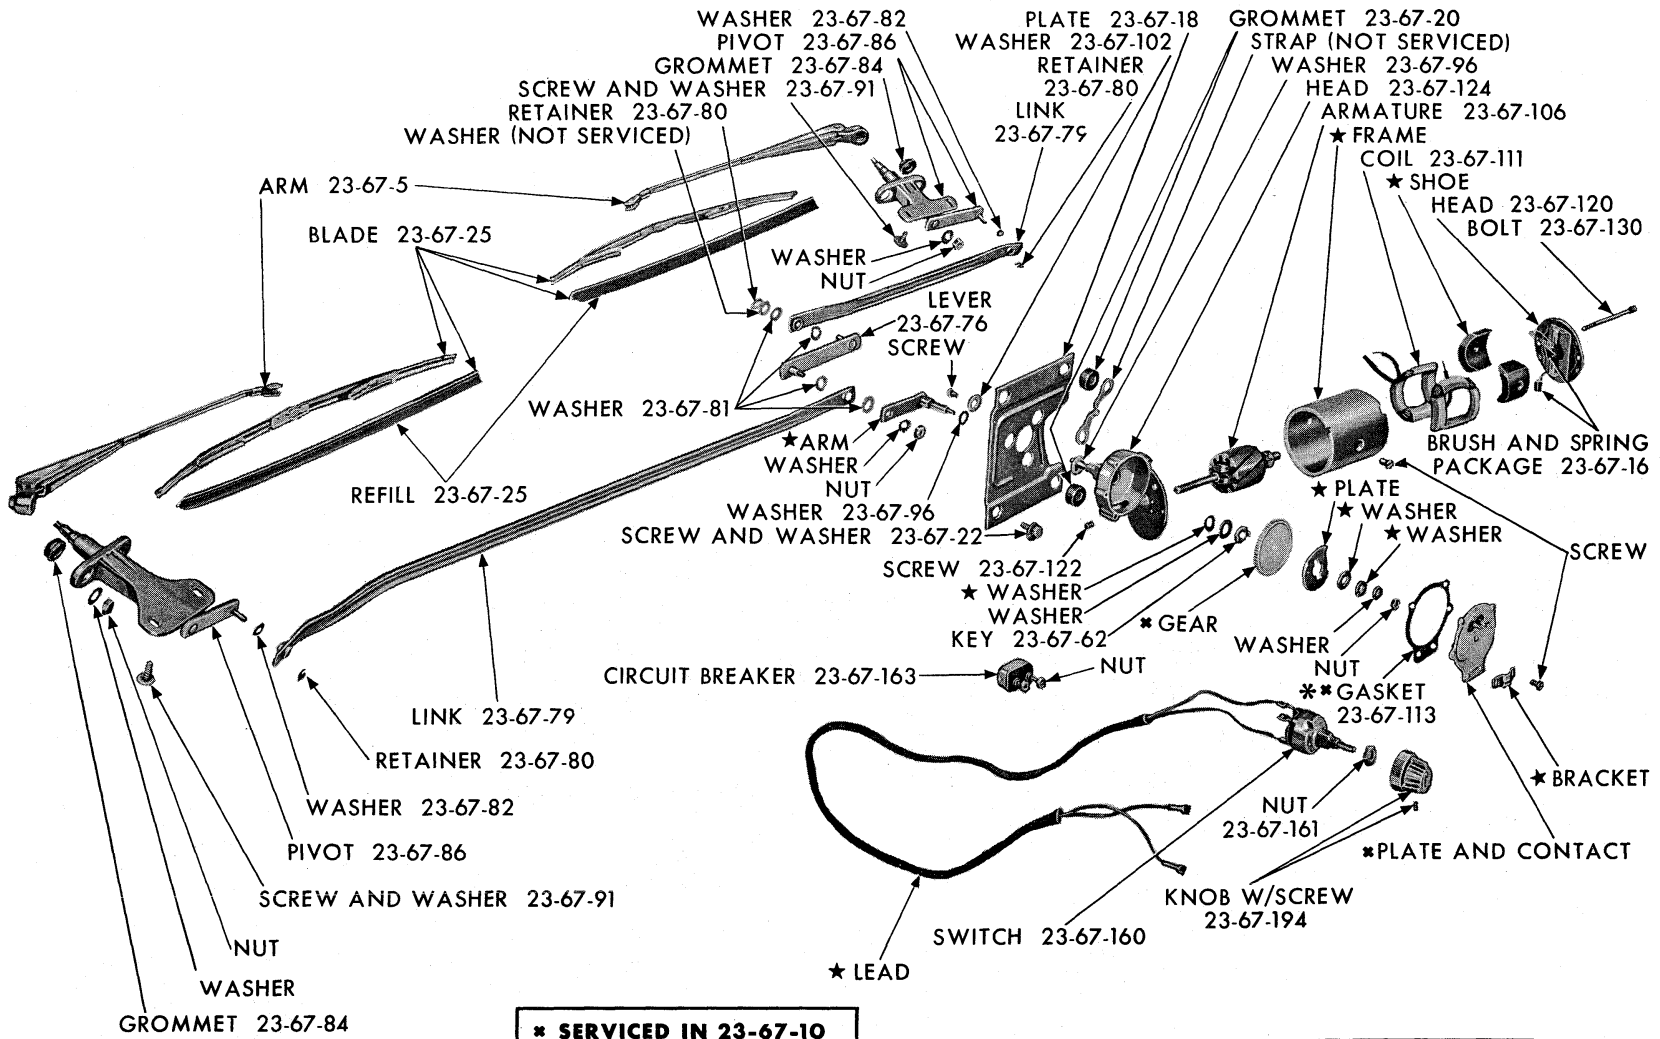 WASHER 23-67-82
PIVOT 23-67-86
GROMMET 23-67-84
SCREW AND WASHER 23-67-91
RETAINER 23-67-80
WASHER (NOT SERVICED)
PLATE 23-67-18
WASHER 23-67-102
RETAINER
23-67-80
LINK
23-67-79
GROMMET 23-67-20
STRAP (NOT SERVICED)
WASHER 23-67-96
HEAD 23-67-124
ARMATURE 23-67-106
★ FRAME
COIL 23-67-111
★ SHOE
HEAD 23-67-120
BOLT 23-67-130
ARM 23-67-5
BLADE 23-67-25
WASHER
NUT
LEVER
23-67-76
SCREW
WASHER 23-67-81
★ ARM
WASHER
NUT
WASHER 23-67-96
SCREW AND WASHER 23-67-22
REFILL 23-67-25
BRUSH AND SPRING
PACKAGE 23-67-16
★ PLATE
★ WASHER
★ WASHER
SCREW
SCREW 23-67-122
★ WASHER
WASHER
KEY 23-67-62
✖ GEAR
WASHER
NUT
✻✖ GASKET
23-67-113
CIRCUIT BREAKER 23-67-163
NUT
LINK 23-67-79
RETAINER 23-67-80
WASHER 23-67-82
PIVOT 23-67-86
SCREW AND WASHER 23-67-91
NUT
WASHER
GROMMET 23-67-84
★ BRACKET
NUT
23-67-161
✖ PLATE AND CONTACT
KNOB W/SCREW
23-67-194
SWITCH 23-67-160
★ LEAD
✖ SERVICED IN 23-67-10